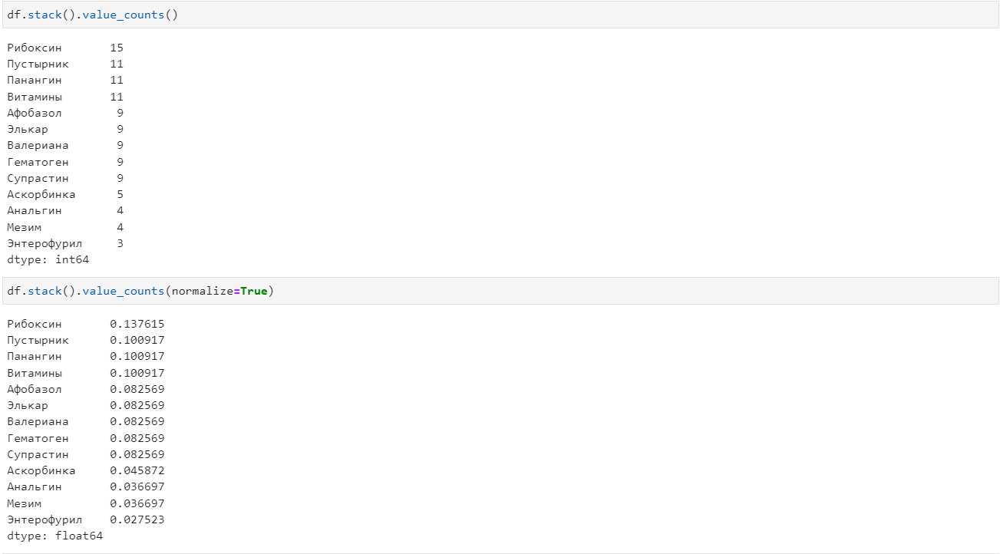 df.stack().value_counts()
Рибоксин 15
Пустырник 11
Панангин 11
Витамины 11
Афобазол 9
Элькар 9
Валериана 9
Гематоген 9
Супрастин 9
Аскорбинка 5
Анальгин 4
Мезим 4
Энтерофурил 3
dtype: int64
df.stack().value_counts(normalize=True)
Рибоксин 0.137615
Пустырник 0.100917
Панангин 0.100917
Витамины 0.100917
Афобазол 0.082569
Элькар 0.082569
Валериана 0.082569
Гематоген 0.082569
Супрастин 0.082569
Аскорбинка 0.045872
Анальгин 0.036697
Мезим 0.036697
Энтерофурил 0.027523
dtype: float64